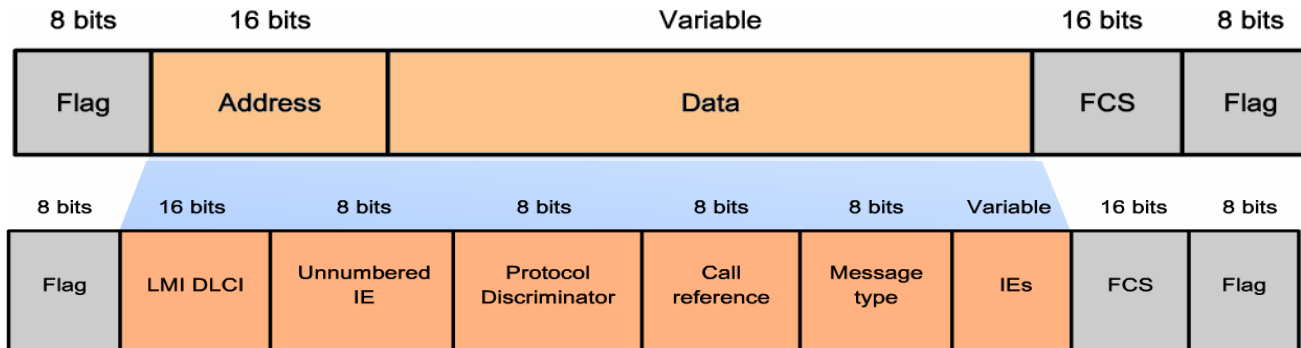 8 bits 16 bits Variable 16 bits 8 bits
Flag Address Data FCS Flag
8 bits 16 bits 8 bits 8 bits 8 bits 8 bits Variable 16 bits 8 bits
Flag LMI DLCI Unnumbered IE Protocol Discriminator Call reference Message type IEs FCS Flag